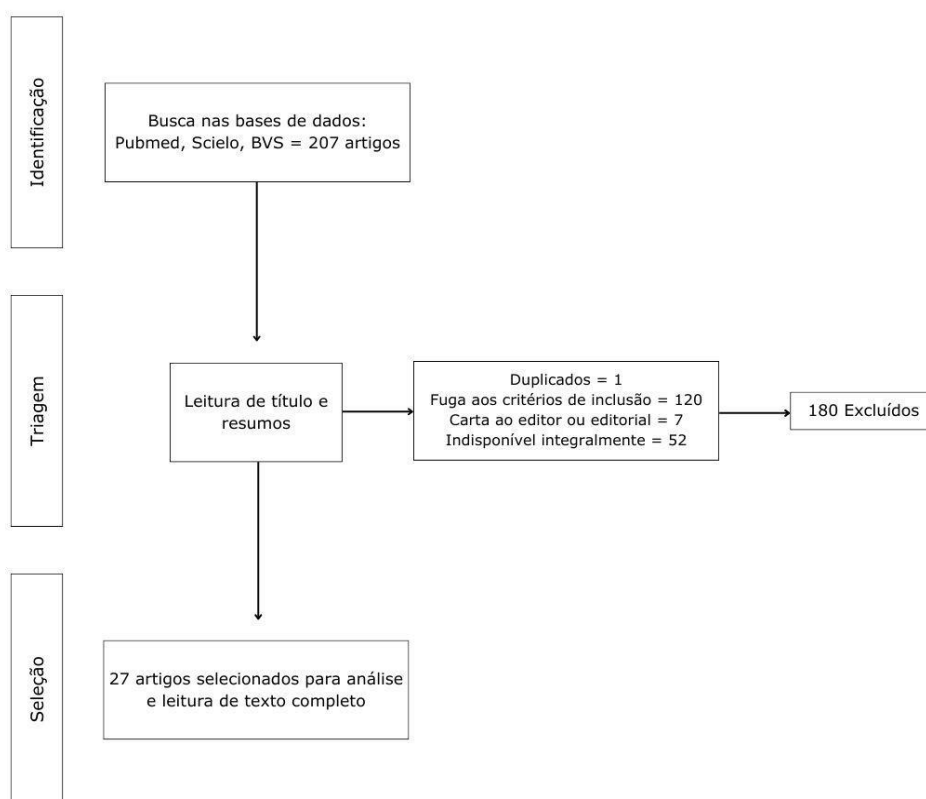 Identificação
Busca nas bases de dados:
Pubmed, Scielo, BVS = 207 artigos
Triagem
Leitura de título e
resumos
Duplicados = 1
Fuga aos critérios de inclusão = 120
Carta ao editor ou editorial = 7
Indisponível integralmente = 52
180 Excluídos
Seleção
27 artigos selecionados para análise
e leitura de texto completo